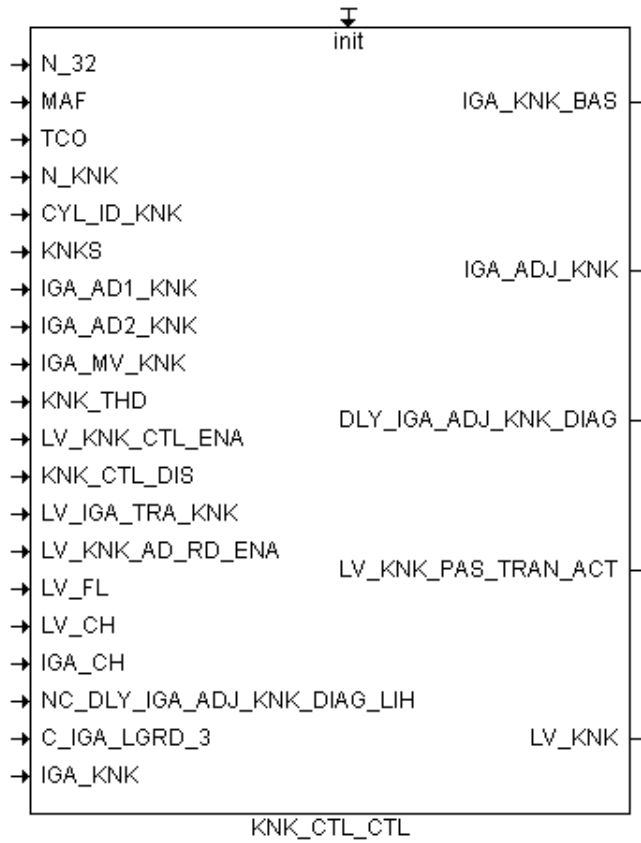 init
N_32
MAF
IGA_KNK_BAS
TCO
N_KNK
CYL_ID_KNK
KNKS
IGA_ADJ_KNK
IGA_AD1_KNK
IGA_AD2_KNK
IGA_MV_KNK
KNK_THD
DLY_IGA_ADJ_KNK_DIAG
LV_KNK_CTL_ENA
KNK_CTL_DIS
LV_IGA_TRA_KNK
LV_KNK_AD_RD_ENA
LV_KNK_PAS_TRAN_ACT
LV_FL
LV_CH
IGA_CH
NC_DLY_IGA_ADJ_KNK_DIAG_LIH
C_IGA_LGRD_3
LV_KNK
IGA_KNK
KNK_CTL_CTL